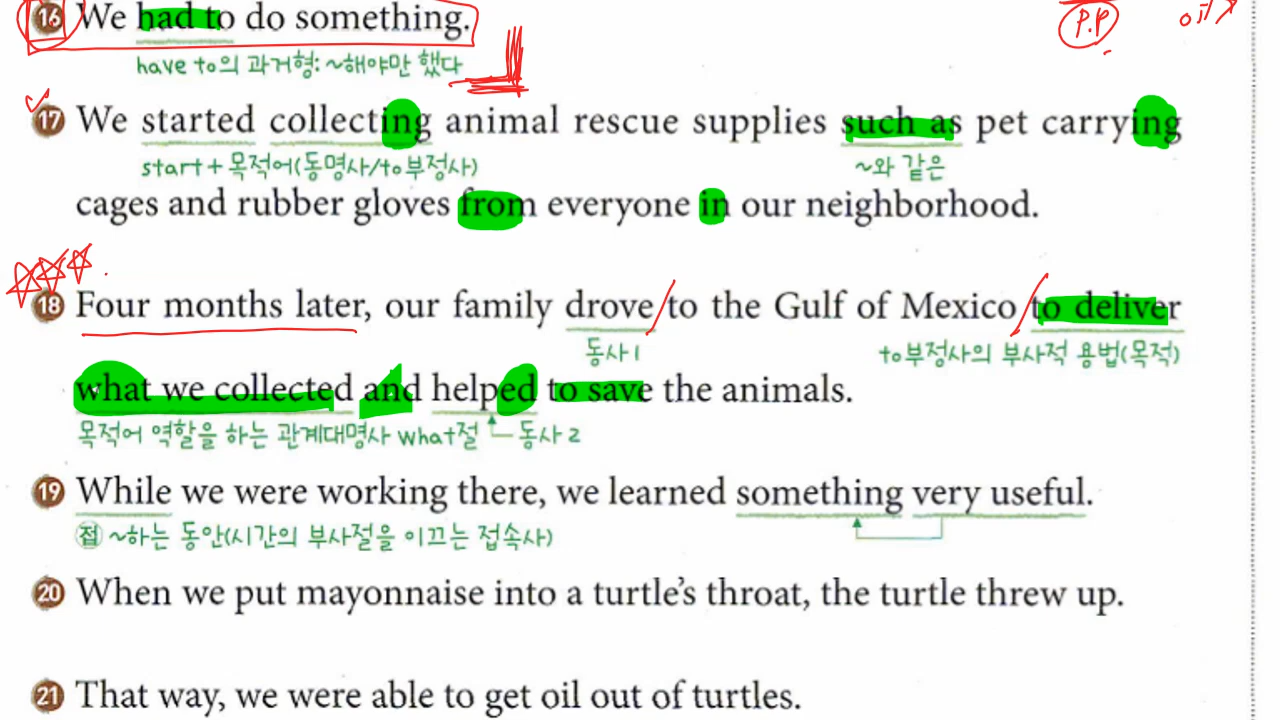 P.P
16 We had to do something.
have to의 과거형: ~해야만 했다
17 We started collecting animal rescue supplies such as pet carrying
start + 목적어(동명사/to부정사) ~와 같은
cages and rubber gloves from everyone in our neighborhood.
18 Four months later, our family drove to the Gulf of Mexico to deliver
동사1 to부정사의 부사적 용법(목적)
what we collected and helped to save the animals.
목적어 역할을 하는 관계대명사 what절 동사2
19 While we were working there, we learned something very useful.
접 ~하는 동안(시간의 부사절을 이끄는 접속사)
20 When we put mayonnaise into a turtle's throat, the turtle threw up.
21 That way, we were able to get oil out of turtles.